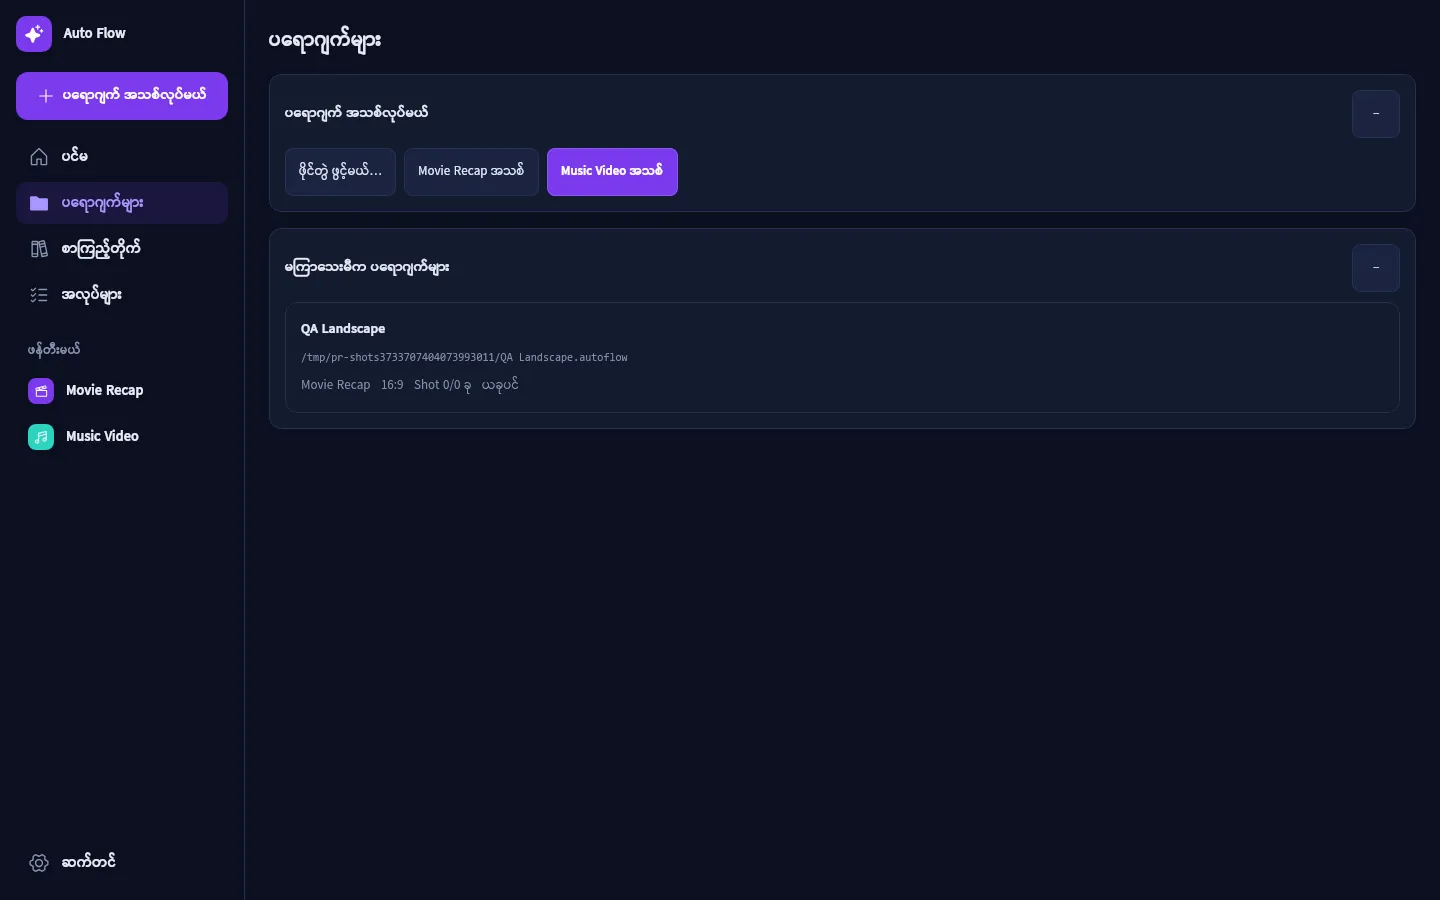 Auto Flow
ပရောဂျက် အသစ်လုပ်မယ်
ပင်မ
ပရောဂျက်များ
စာကြည့်တိုက်
အလုပ်များ
ဖန်တီးမယ်
Movie Recap
Music Video
ဆက်တင်
ပရောဂျက်များ
ပရောဂျက် အသစ်လုပ်မယ်
–
ဖိုင်တွဲ ဖွင့်မယ်...
Movie Recap အသစ်
Music Video အသစ်
မကြာသေးမီက ပရောဂျက်များ
–
QA Landscape
/tmp/pr-shots3733707404073993011/QA Landscape.autoflow
Movie Recap 16:9 Shot 0/0 ခု ယခုပင်